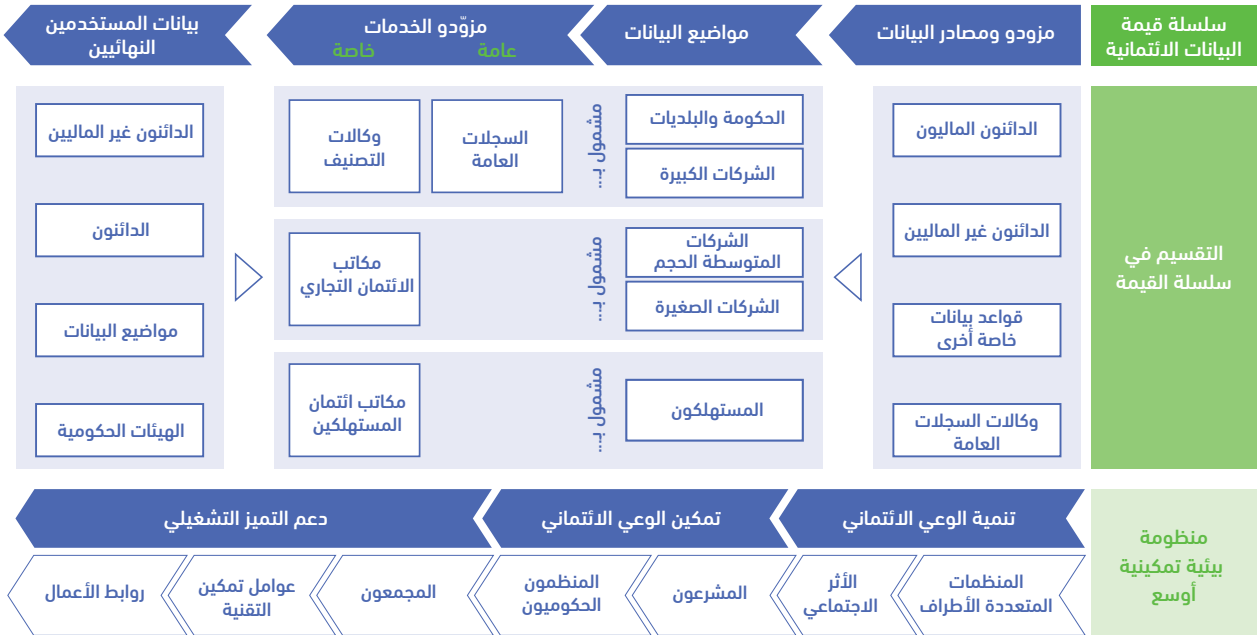 سلسلة قيمة
البيانات الائتمانية
مزودو ومصادر البيانات
مواضيع البيانات
مزوّدو الخدمات
عامة
خاصة
بيانات المستخدمين
النهائيين
التقسيم في
سلسلة القيمة
الدائنون الماليون
الدائنون غير الماليين
قواعد بيانات
خاصة أخرى
وكالات السجلات
العامة
الحكومة والبلديات
الشركات الكبيرة
مشمول بـ...
السجلات
العامة
وكالات
التصنيف
الشركات
المتوسطة الحجم
الشركات الصغيرة
مشمول بـ...
مكاتب
الائتمان التجاري
المستهلكون
مشمول بـ...
مكاتب ائتمان
المستهلكين
الدائنون غير الماليين
الدائنون
مواضيع البيانات
الهيئات الحكومية
منظومة
بيئية تمكينية
أوسع
تنمية الوعي الائتماني
تمكين الوعي الائتماني
دعم التميز التشغيلي
المنظمات
المتعددة الأطراف
الأثر
الاجتماعي
المشرعون
المنظمون
الحكوميون
المجمعون
عوامل تمكين
التقنية
روابط الأعمال